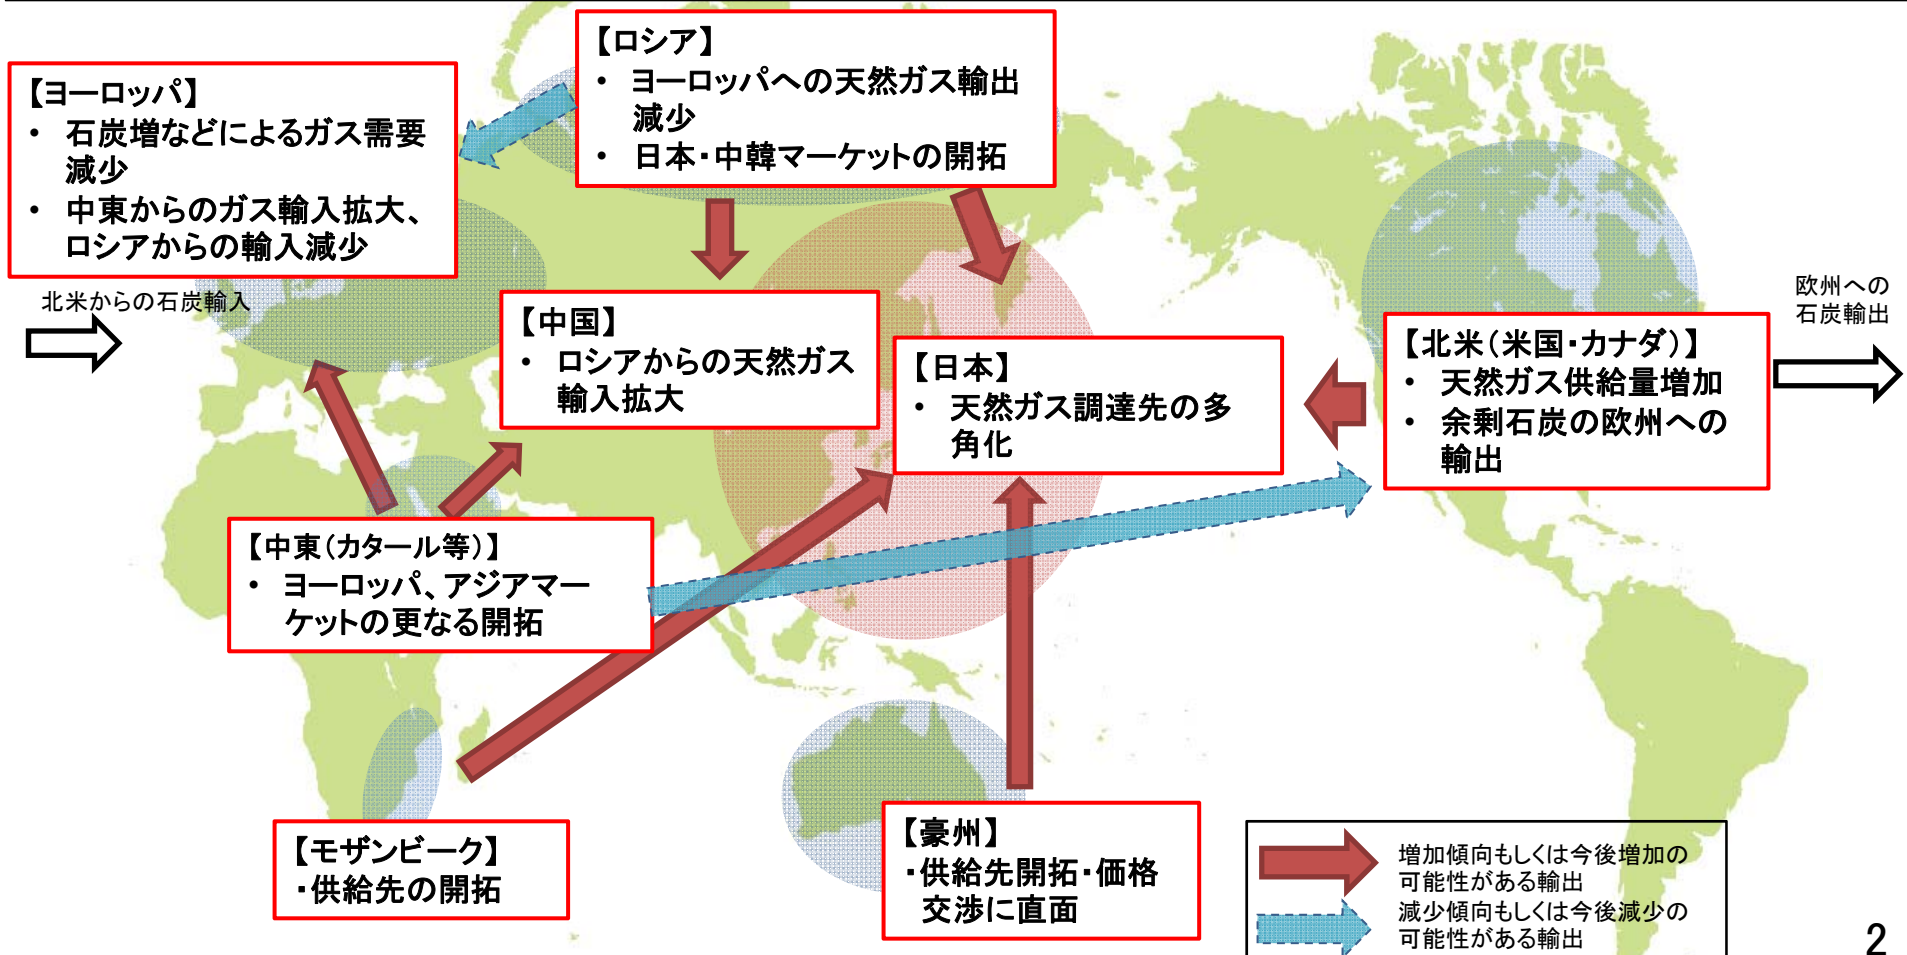 【ロシア】
• ヨーロッパへの天然ガス輸出
減少
• 日本・中韓マーケットの開拓
【ヨーロッパ】
• 石炭増などによるガス需要
減少
• 中東からのガス輸入拡大、
ロシアからの輸入減少
北米からの石炭輸入
【中国】
• ロシアからの天然ガス
輸入拡大
【日本】
• 天然ガス調達先の多
角化
【北米（米国・カナダ）】
• 天然ガス供給量増加
• 余剰石炭の欧州への
輸出
欧州への
石炭輸出
【中東（カタール等）】
• ヨーロッパ、アジアマー
ケットの更なる開拓
【モザンビーク】
・供給先の開拓
【豪州】
・供給先開拓・価格
交渉に直面
増加傾向もしくは今後増加の
可能性がある輸出
減少傾向もしくは今後減少の
可能性がある輸出
2